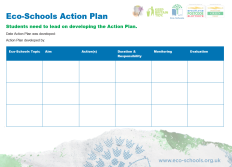 Eco-Schools Action Plan
Students need to lead on developing the Action Plan.
Date Action Plan was developed
Action Plan developed by
Eco-Schools Topic Aim Action(s) Duration & Responsibility Monitoring Evaluation
www.eco-schools.org.uk